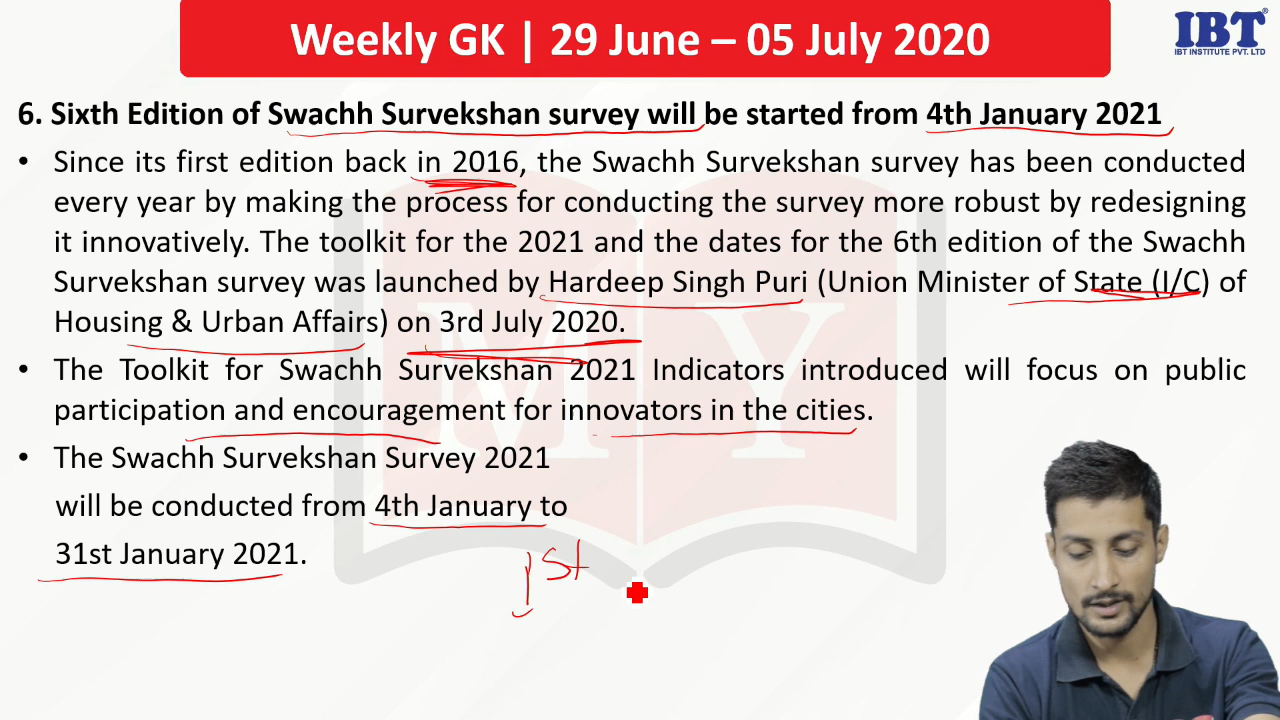 Weekly GK | 29 June – 05 July 2020
IBT
IBT INSTITUTE PVT. LTD
6. Sixth Edition of Swachh Survekshan survey will be started from 4th January 2021
• Since its first edition back in 2016, the Swachh Survekshan survey has been conducted
every year by making the process for conducting the survey more robust by redesigning
it innovatively. The toolkit for the 2021 and the dates for the 6th edition of the Swachh
Survekshan survey was launched by Hardeep Singh Puri (Union Minister of State (I/C) of
Housing & Urban Affairs) on 3rd July 2020.
• The Toolkit for Swachh Survekshan 2021 Indicators introduced will focus on public
participation and encouragement for innovators in the cities.
• The Swachh Survekshan Survey 2021
will be conducted from 4th January to
31st January 2021.
1st
M Y